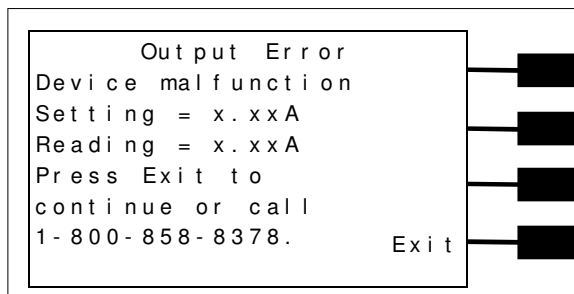 Output Error
Device malfunction
Setting = x.xxA
Reading = x.xxA
Press Exit to
continue or call
1-800-858-8378.
Exit